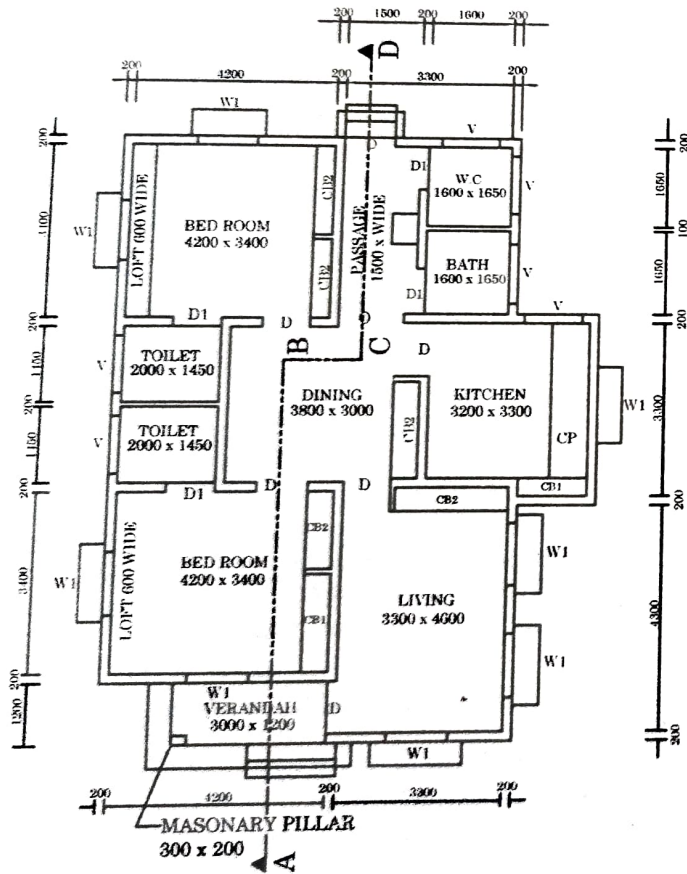 200
1500
200
1600
200
D
200
4200
200
3300
200
W1
V
200
3400
200
1450
200
1450
200
3400
200
1200
W1
LOFT 600 WIDE
BED ROOM
4200 x 3400
CB2
CB2
D
PASSAGE
1500 x WIDE
D1
W.C
1600 x 1650
V
BATH
1600 x 1650
V
D1
200
1650
100
1650
200
3300
200
4300
200
D1
D
D
V
B
C
D
V
TOILET
2000 x 1450
DINING
3800 x 3000
KITCHEN
3200 x 3300
W1
V
TOILET
2000 x 1450
CB2
CP
CB1
D1
D
D
CB2
W1
LOFT 600 WIDE
BED ROOM
4200 x 3400
CB2
CB1
LIVING
3300 x 4600
W1
W1
W1
VERANDAH
3000 x 1200
D
W1
200
4200
200
3300
200
MASONARY PILLAR
300 x 200
A